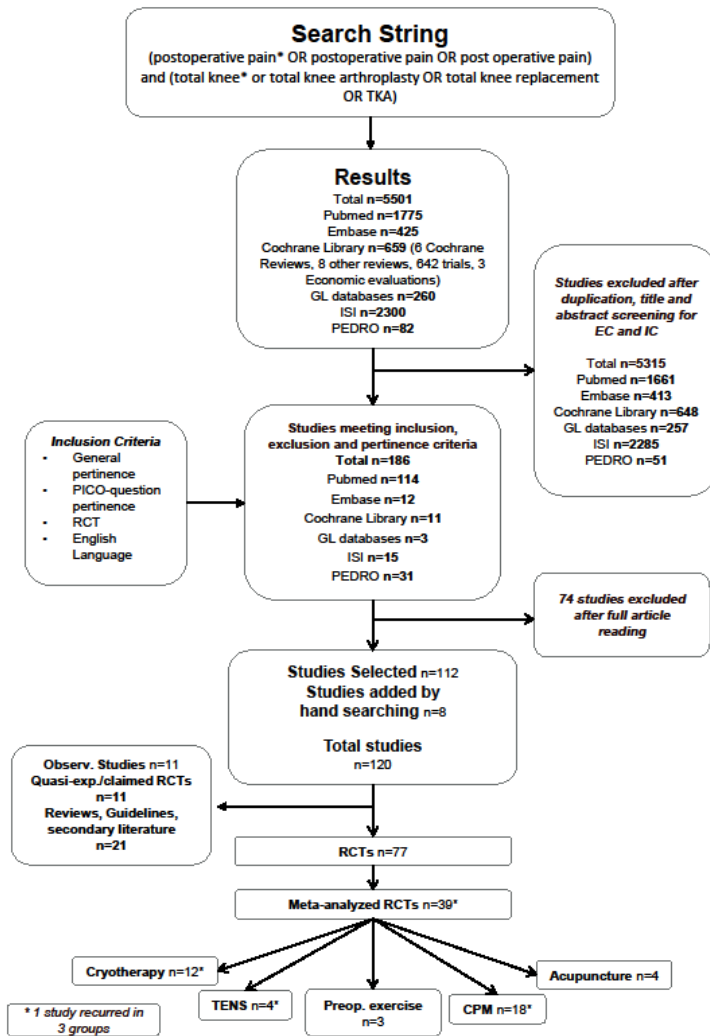 Search String
(postoperative pain* OR postoperative pain OR post operative pain)
and (total knee* or total knee arthroplasty OR total knee replacement
OR TKA)
Results
Total n=5501
Pubmed n=1775
Embase n=425
Cochrane Library n=659 (6 Cochrane
Reviews, 8 other reviews, 642 trials, 3
Economic evaluations)
GL databases n=260
ISI n=2300
PEDRO n=82
Studies excluded after
duplication, title and
abstract screening for
EC and IC
Total n=5315
Pubmed n=1661
Embase n=413
Cochrane Library n=648
GL databases n=257
ISI n=2285
PEDRO n=51
Inclusion Criteria
• General
pertinence
• PICO-question
pertinence
• RCT
• English
Language
Studies meeting inclusion,
exclusion and pertinence criteria
Total n=186
Pubmed n=114
Embase n=12
Cochrane Library n=11
GL databases n=3
ISI n=15
PEDRO n=31
74 studies excluded
after full article
reading
Studies Selected n=112
Studies added by
hand searching n=8
Total studies
n=120
Observ. Studies n=11
Quasi-exp./claimed RCTs
n=11
Reviews, Guidelines,
secondary literature
n=21
RCTs n=77
Meta-analyzed RCTs n=39*
Cryotherapy n=12*
TENS n=4*
Preop. exercise
n=3
CPM n=18*
Acupuncture n=4
* 1 study recurred in
3 groups